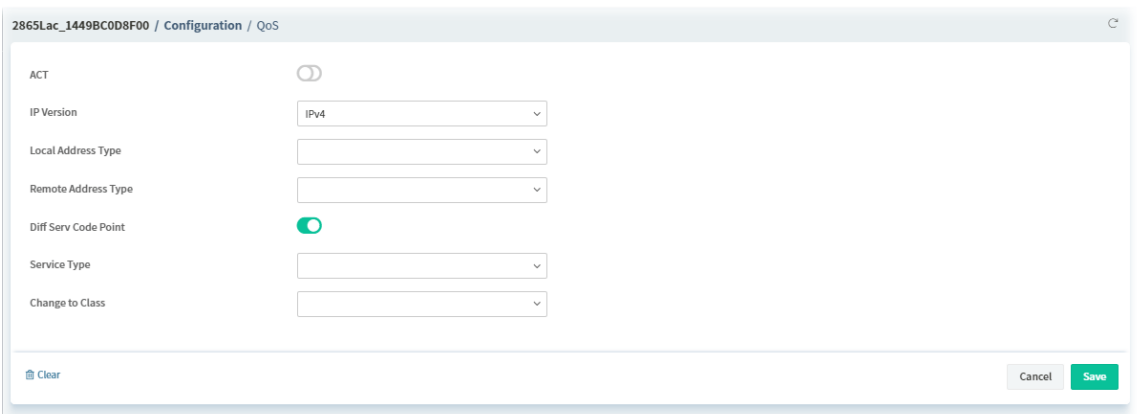 2865Lac_1449BC0D8F00 / Configuration / QoS
ACT
IP Version IPv4
Local Address Type
Remote Address Type
Diff Serv Code Point
Service Type
Change to Class
Clear Cancel Save